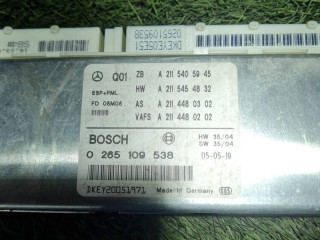 0265109538
DKEYE05E51
Q01 ZB A 211 540 59 45
HW A 211 545 48 32
ESP+PML
FD 08M06 AS A 211 448 03 02
VAFS A 211 448 02 02
BOSCH HW 35/04
SW 35/04
0 265 109 538 05-05-19
DKEY20051971 Made in Germany